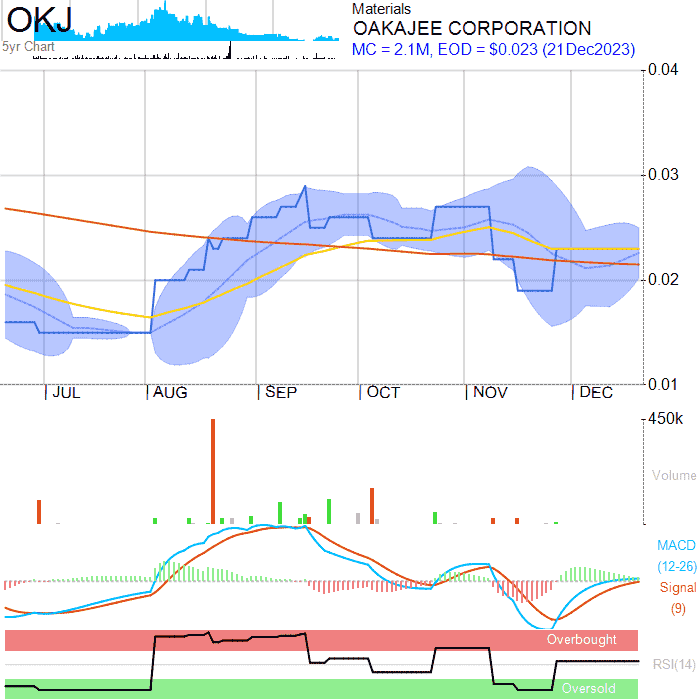 OKJ
5yr Chart
Materials
OAKAJEE CORPORATION
MC = 2.1M, EOD = $0.023 (21Dec2023)
0.04
0.03
0.02
0.01
JUL AUG SEP OCT NOV DEC
450k
Volume
MACD
(12-26)
Signal
(9)
Overbought
RSI(14)
Oversold